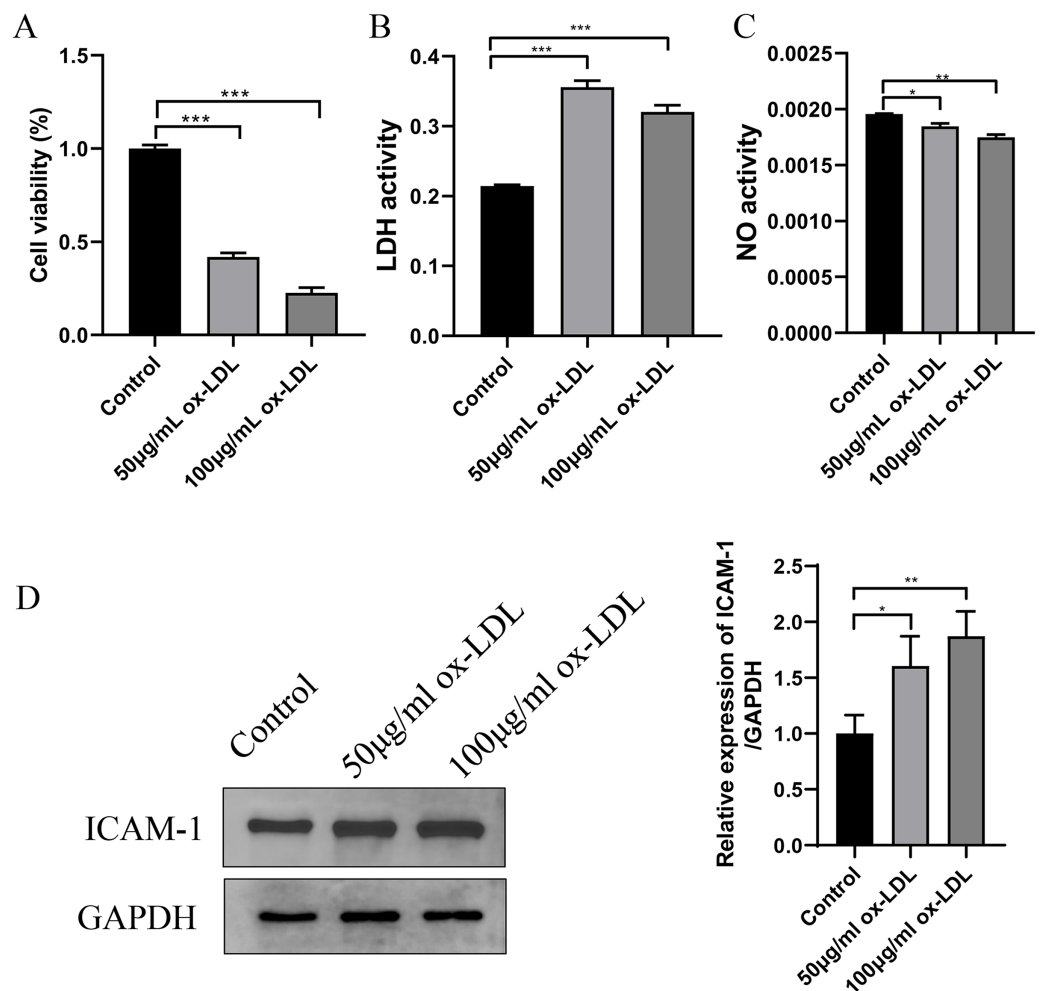 A
Cell viability (%)
1.5
1.0
0.5
0.0
***
***
Control
50μg/mL ox-LDL
100μg/mL ox-LDL
B
LDH activity
0.4
0.3
0.2
0.1
0.0
***
***
Control
50μg/mL ox-LDL
100μg/mL ox-LDL
C
NO activity
0.0025
0.0020
0.0015
0.0010
0.0005
0.0000
**
*
Control
50μg/mL ox-LDL
100μg/mL ox-LDL
D
Control
50μg/ml ox-LDL
100μg/ml ox-LDL
ICAM-1
GAPDH
Relative expression of ICAM-1
/GAPDH
2.5
2.0
1.5
1.0
0.5
0.0
**
*
Control
50μg/ml ox-LDL
100μg/ml ox-LDL